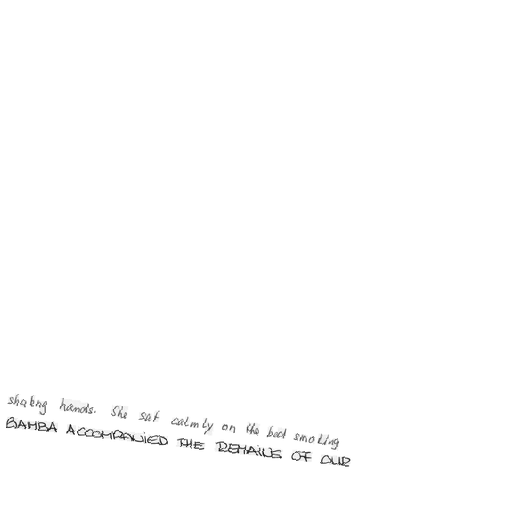 shaking hands. She sat calmly on the bed smoking
BAMBA ACCOMPANIED THE REMAINS OF OUR